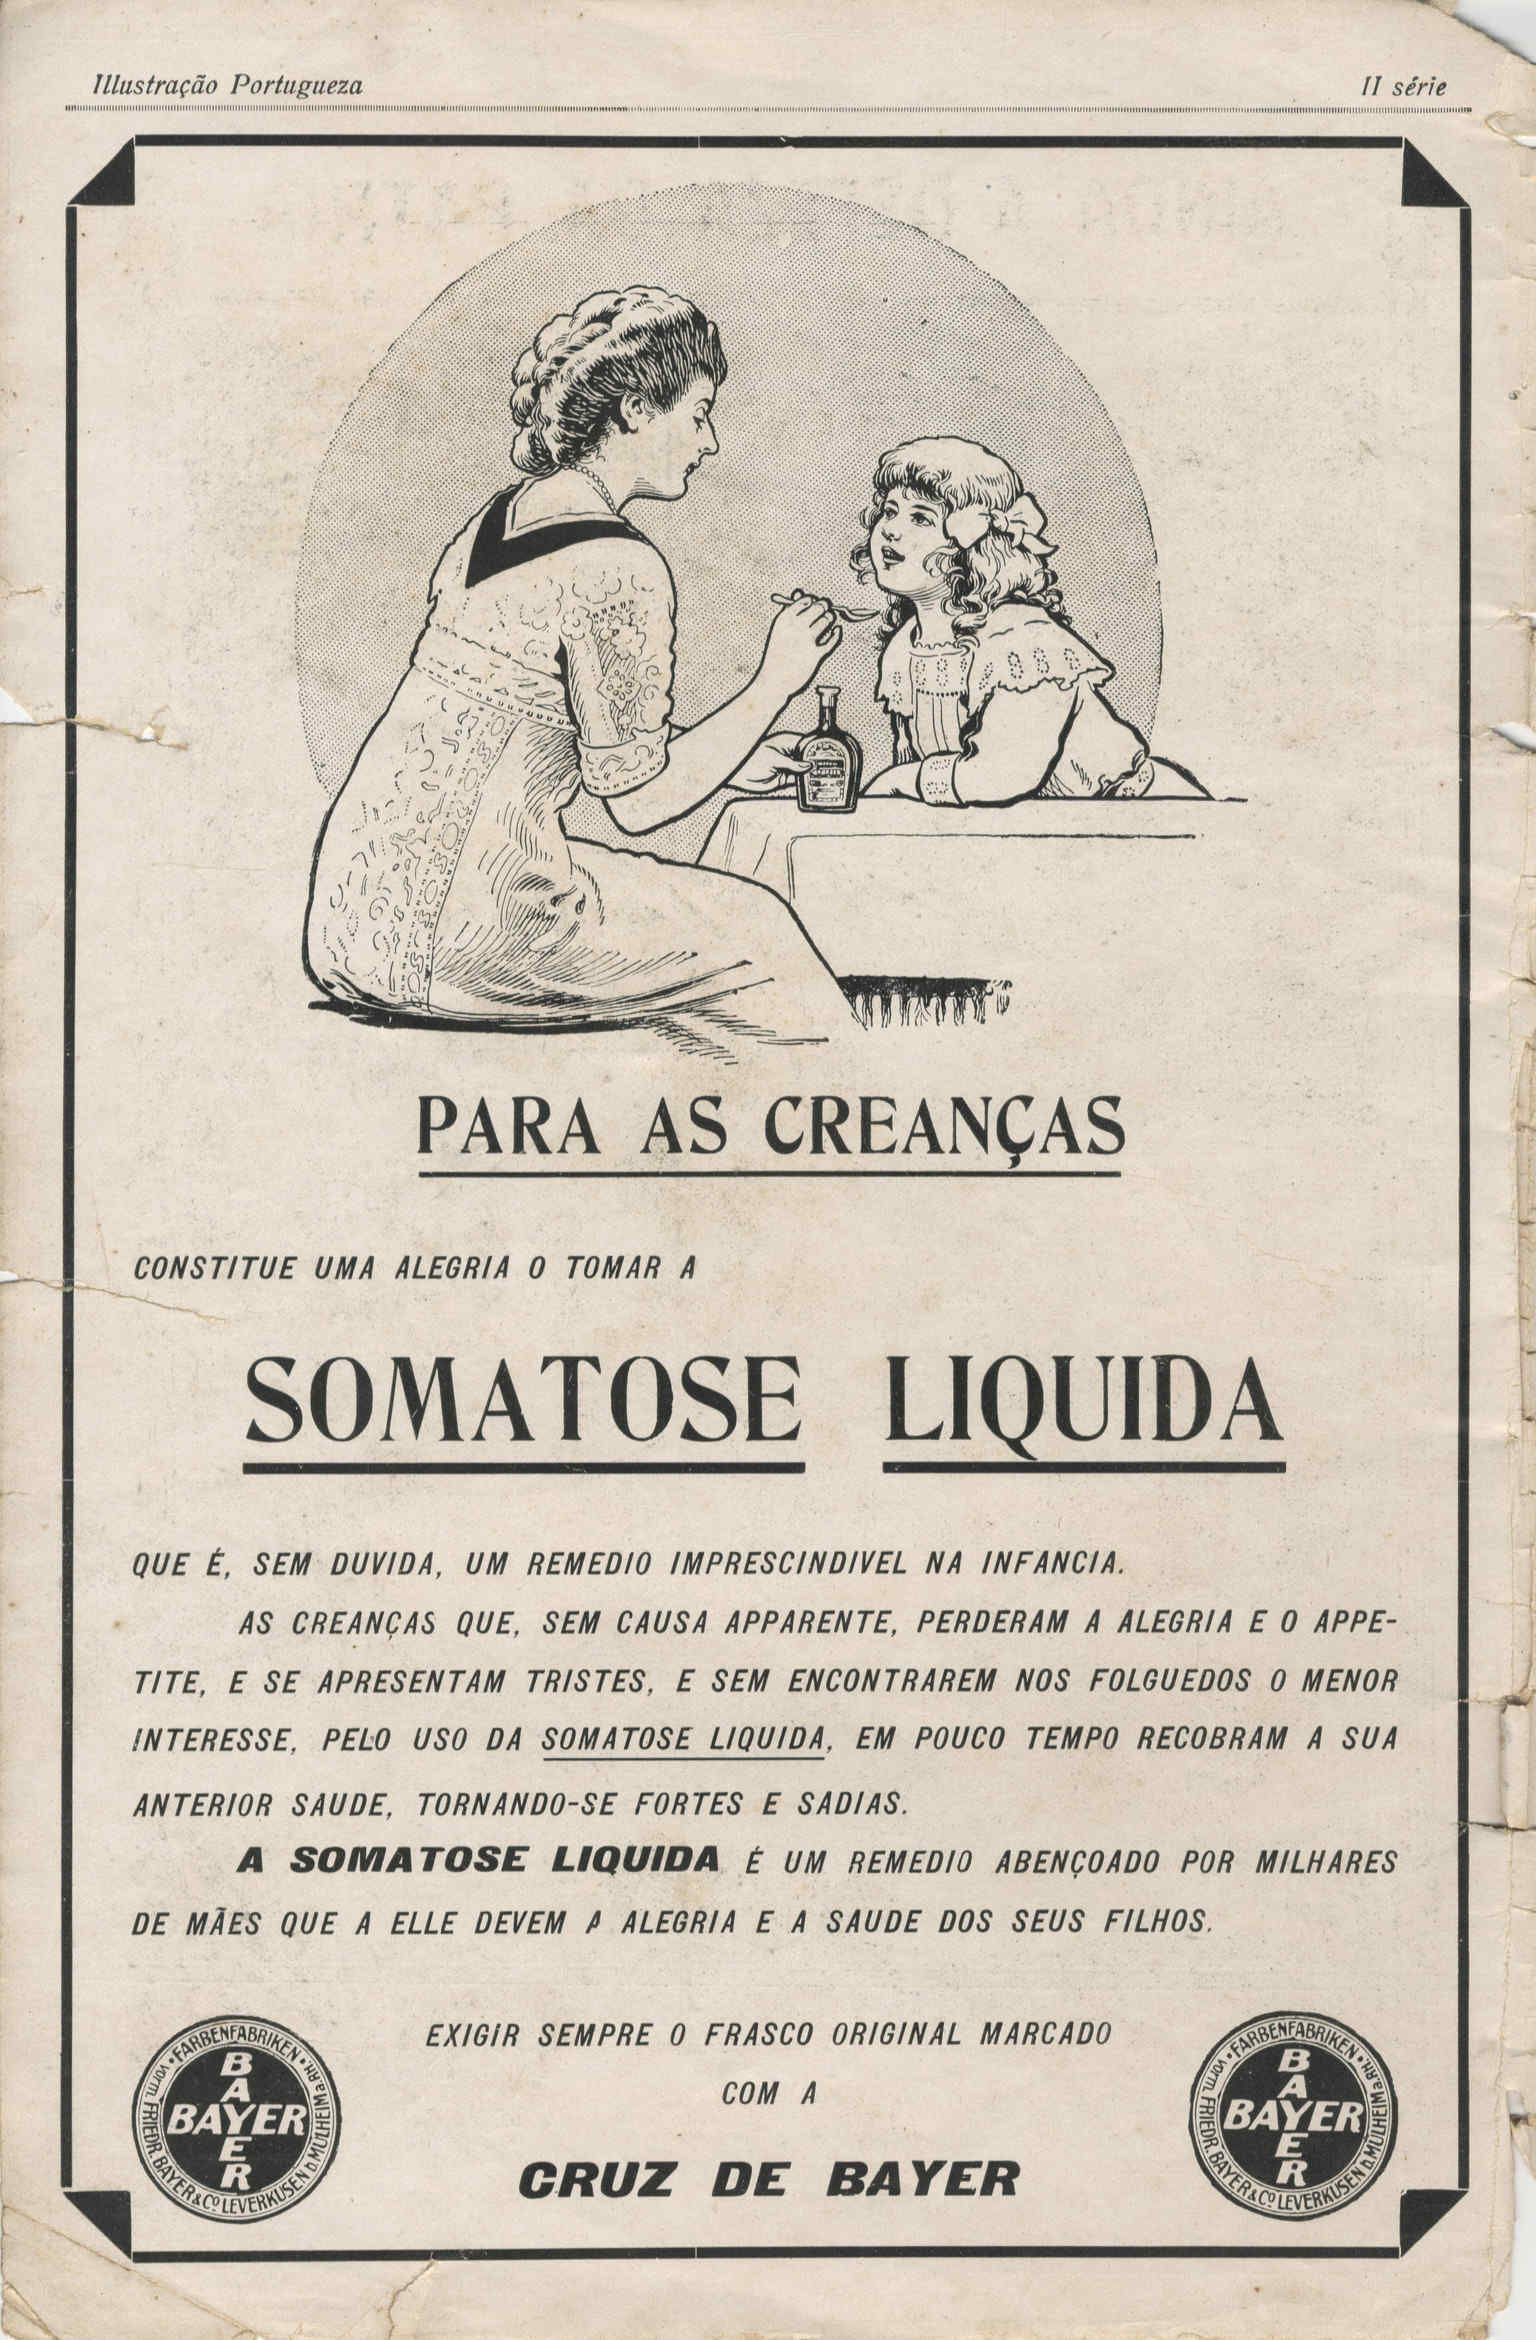 Illustração Portugueza
II série
PARA AS CREANÇAS
CONSTITUE UMA ALEGRIA O TOMAR A
SOMATOSE LIQUIDA
QUE É, SEM DUVIDA, UM REMEDIO IMPRESCINDIVEL NA INFANCIA.
AS CREANÇAS QUE, SEM CAUSA APPARENTE, PERDERAM A ALEGRIA E O APPE-
TITE, E SE APRESENTAM TRISTES, E SEM ENCONTRAREM NOS FOLGUEDOS O MENOR
INTERESSE, PELO USO DA SOMATOSE LIQUIDA, EM POUCO TEMPO RECOBRAM A SUA
ANTERIOR SAUDE, TORNANDO-SE FORTES E SADIAS.
A SOMATOSE LIQUIDA É UM REMEDIO ABENÇOADO POR MILHARES
DE MÃES QUE A ELLE DEVEM A ALEGRIA E A SAUDE DOS SEUS FILHOS.
EXIGIR SEMPRE O FRASCO ORIGINAL MARCADO
COM A
CRUZ DE BAYER
FARBENFABRIKEN vorm. FRIEDR. BAYER & Co LEVERKUSEN b. MULHEIM a. RH.
BAYER
BAYER
FARBENFABRIKEN vorm. FRIEDR. BAYER & Co LEVERKUSEN b. MULHEIM a. RH.
BAYER
BAYER